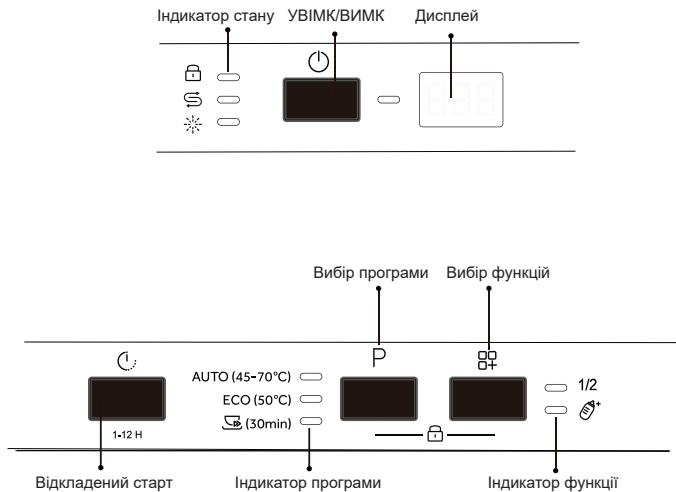 Індикатор стану УВІМК/ВИМК Дисплей
888
Вибір програми Вибір функцій
P
AUTO (45-70°C)
1/2
ECO (50°C)
(30min)
1-12 H
Відкладений старт Індикатор програми Індикатор функції